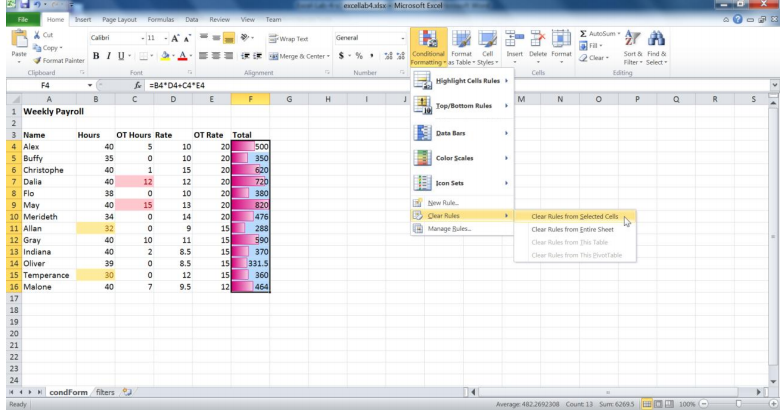 excellab4.xlsx - Microsoft Excel
File Home Insert Page Layout Formulas Data Review View Team
Cut Calibri 11 Wrap Text General AutoSum
Copy Fill
Paste Format Painter Merge & Center Conditional Formatting Format as Table Cell Styles Insert Delete Format Clear Sort & Filter Find & Select
Clipboard Font Alignment Number Cells Editing
F4 fx =B4*D4+C4*E4
A B C D E F G H I J M N O P Q R S
1 Weekly Payroll
2
3 Name Hours OT Hours Rate OT Rate Total
4 Alex 40 5 10 20 500
5 Buffy 35 0 10 20 350
6 Christophe 40 1 15 20 620
7 Dalia 40 12 12 20 720
8 Flo 38 0 10 20 380
9 May 40 15 13 20 820
10 Merideth 34 0 14 20 476
11 Allan 32 0 9 15 288
12 Gray 40 10 11 15 590
13 Indiana 40 2 8.5 15 370
14 Oliver 39 0 8.5 15 331.5
15 Temperance 30 0 12 15 360
16 Malone 40 7 9.5 12 464
17
18
19
20
21
22
23
24
Highlight Cells Rules
Top/Bottom Rules
Data Bars
Color Scales
Icon Sets
New Rule...
Clear Rules
Manage Rules...
Clear Rules from Selected Cells
Clear Rules from Entire Sheet
Clear Rules from This Table
Clear Rules from This PivotTable
condForm filters
Ready Average: 482.2692308 Count: 13 Sum: 6269.5 100%